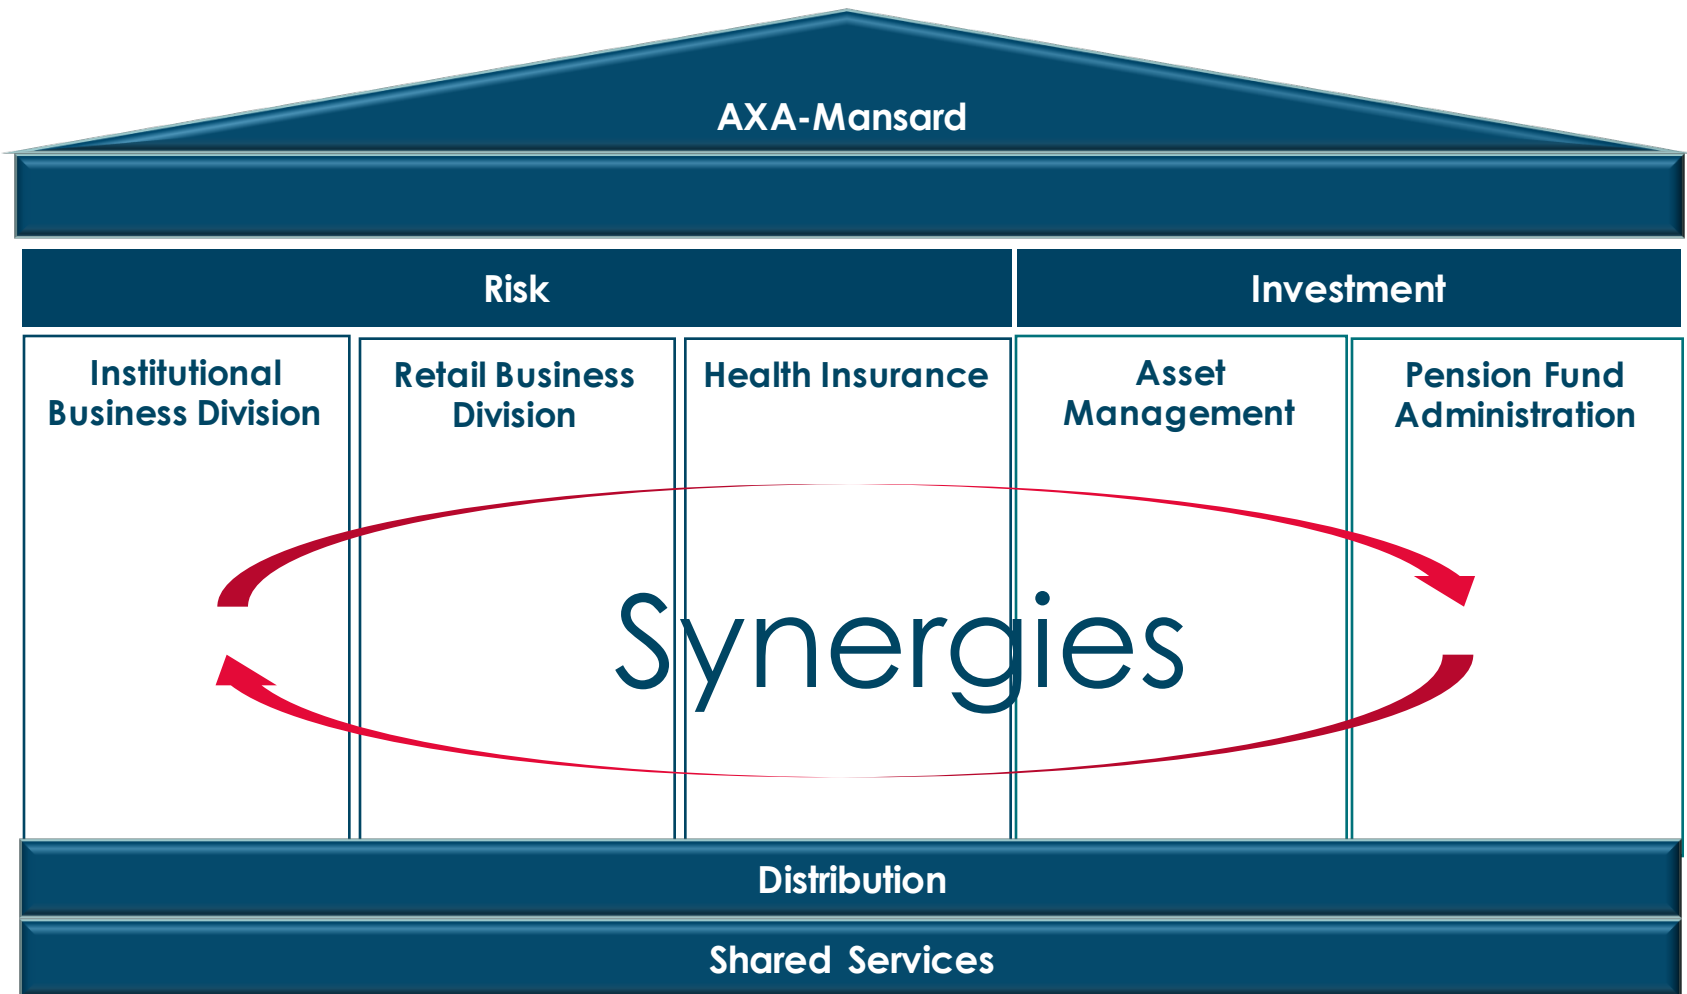 AXA-Mansard
Risk
Investment
Institutional
Business Division
Retail Business
Division
Health Insurance
Asset
Management
Pension Fund
Administration
Synergies
Distribution
Shared Services